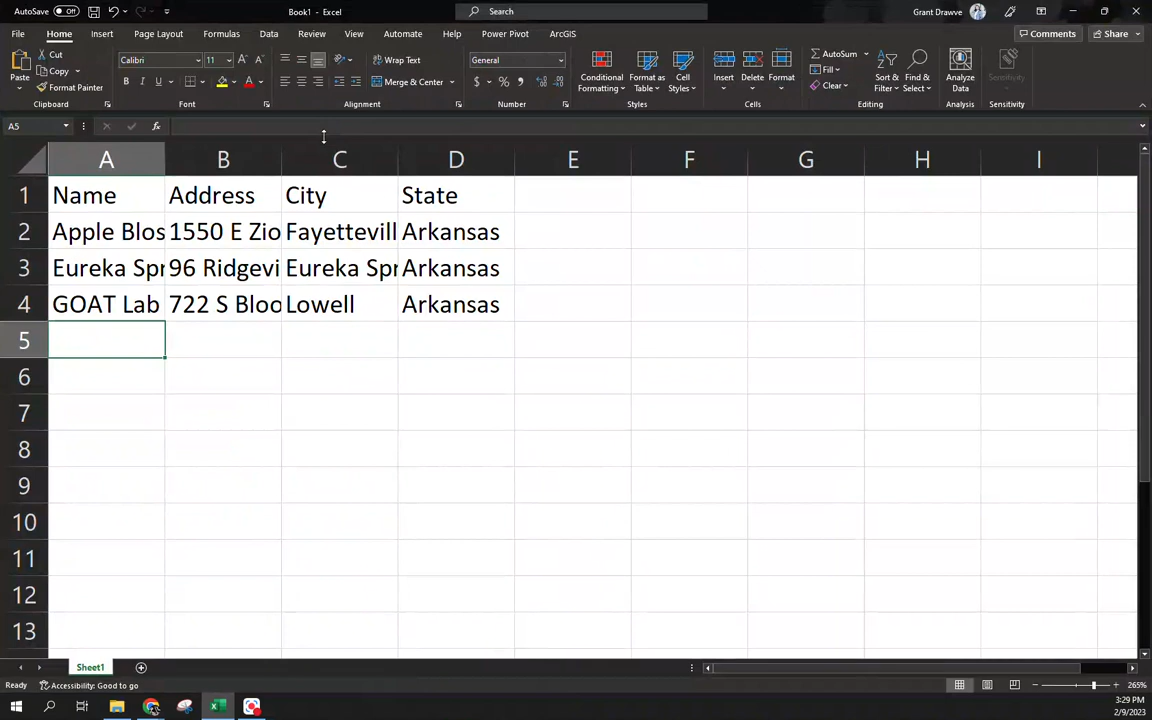 AutoSave Off Book1 - Excel Search Grant Drawve
File Home Insert Page Layout Formulas Data Review View Automate Help Power Pivot ArcGIS Comments Share
Paste Cut Copy Format Painter Clipboard
Calibri 11 A A B I U A Font
ab Wrap Text Merge & Center Alignment
General $ % , Number
Conditional Formatting Format as Table Cell Styles Styles
Insert Delete Format Cells
AutoSum Fill Clear Sort & Filter Find & Select Editing
Analyze Data Analysis
Sensitivity Sensitivity
A5 fx
A B C D E F G H I
1 Name Address City State
2 Apple Blos 1550 E Zio Fayettevill Arkansas
3 Eureka Spr 96 Ridgevi Eureka Spr Arkansas
4 GOAT Lab 722 S Bloo Lowell Arkansas
5
6
7
8
9
10
11
12
13
Sheet1
Ready Accessibility: Good to go 265%
3:29 PM
2/9/2023